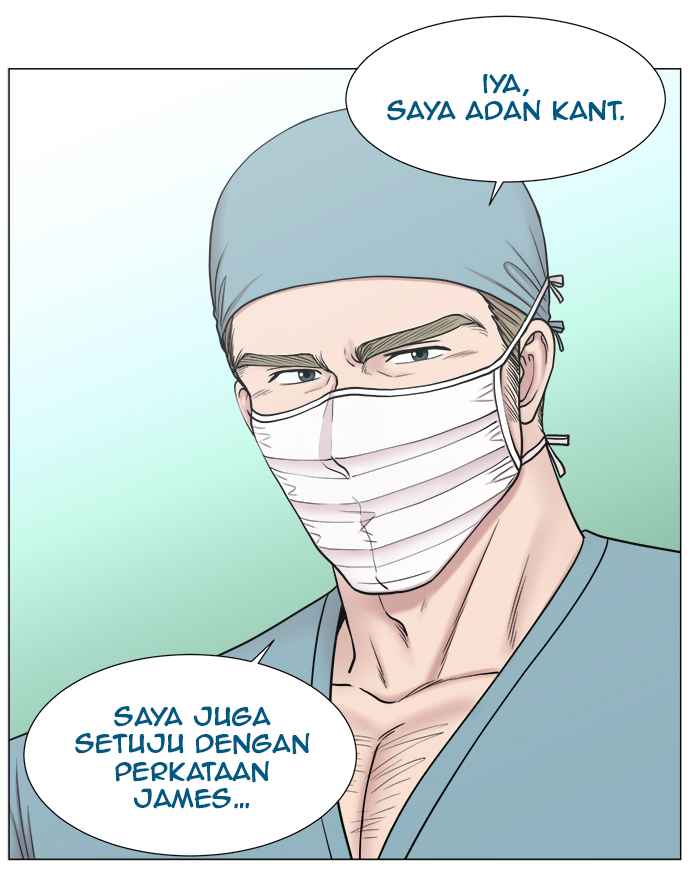 IYA,
SAYA ADAN KANT.
SAYA JUGA
SETUJU DENGAN
PERKATAAN
JAMES...